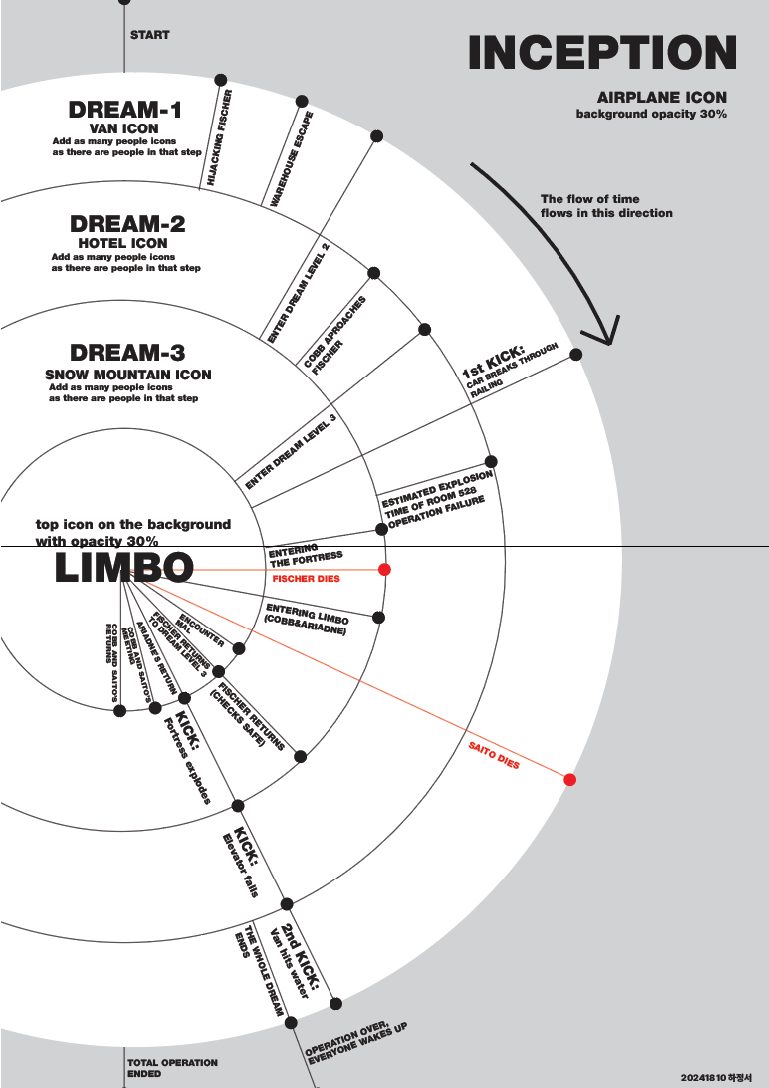 START
INCEPTION
AIRPLANE ICON
background opacity 30%
DREAM-1
VAN ICON
Add as many people icons
as there are people in that step
HIJACKING FISCHER
WAREHOUSE ESCAPE
The flow of time
flows in this direction
DREAM-2
HOTEL ICON
Add as many people icons
as there are people in that step
ENTER DREAM LEVEL 2
COBB APROACHES
FISCHER
DREAM-3
SNOW MOUNTAIN ICON
Add as many people icons
as there are people in that step
1st KICK:
CAR BREAKS THROUGH
RAILING
ENTER DREAM LEVEL 3
ESTIMATED EXPLOSION
TIME OF ROOM 528
OPERATION FAILURE
top icon on the background
with opacity 30%
LIMBO
ENTERING
THE FORTRESS
FISCHER DIES
ENTERING LIMBO
(COBB&ARIADNE)
ENCOUNTER
MAL
FISCHER RETURNS
TO DREAM LEVEL 3
ARIADNE'S RETURN
COBB AND SAITO'S
MEETING
COBB AND SAITO'S
RETURNS
FISCHER RETURNS
(CHECKS SAFE)
SAITO DIES
KICK:
Fortress explodes
KICK:
Elevator falls
2nd KICK:
Van hits water
THE WHOLE DREAM
ENDS
OPERATION OVER,
EVERYONE WAKES UP
TOTAL OPERATION
ENDED
20241810 하정서